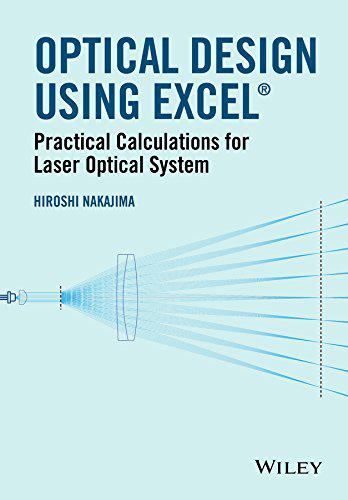 OPTICAL DESIGN
USING EXCEL®
Practical Calculations for
Laser Optical System
HIROSHI NAKAJIMA
WILEY